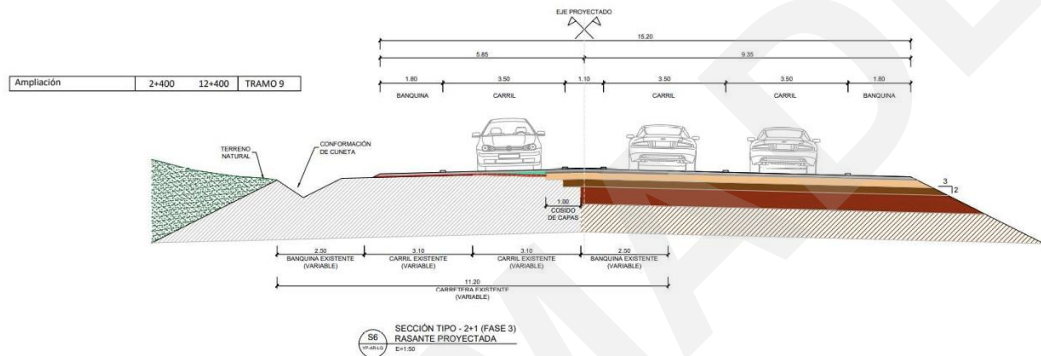 EJE PROYECTADO
15.20
5.85 9.35
1.80 3.50 1.10 3.50 3.50 1.80
BANQUINA CARRIL CARRIL CARRIL BANQUINA
Ampliación 2+400 12+400 TRAMO 9
TERRENO
NATURAL
CONFORMACIÓN
DE CUNETA
3
2
1.00
COSIDO
DE CAPAS
2.50 3.10 3.10 2.50
BANQUINA EXISTENTE
(VARIABLE)
CARRIL EXISTENTE
(VARIABLE)
CARRIL EXISTENTE
(VARIABLE)
BANQUINA EXISTENTE
(VARIABLE)
11.20
CARRETERA EXISTENTE
(VARIABLE)
S6
SECCIÓN TIPO - 2+1 (FASE 3)
RASANTE PROYECTADA
E=1:50